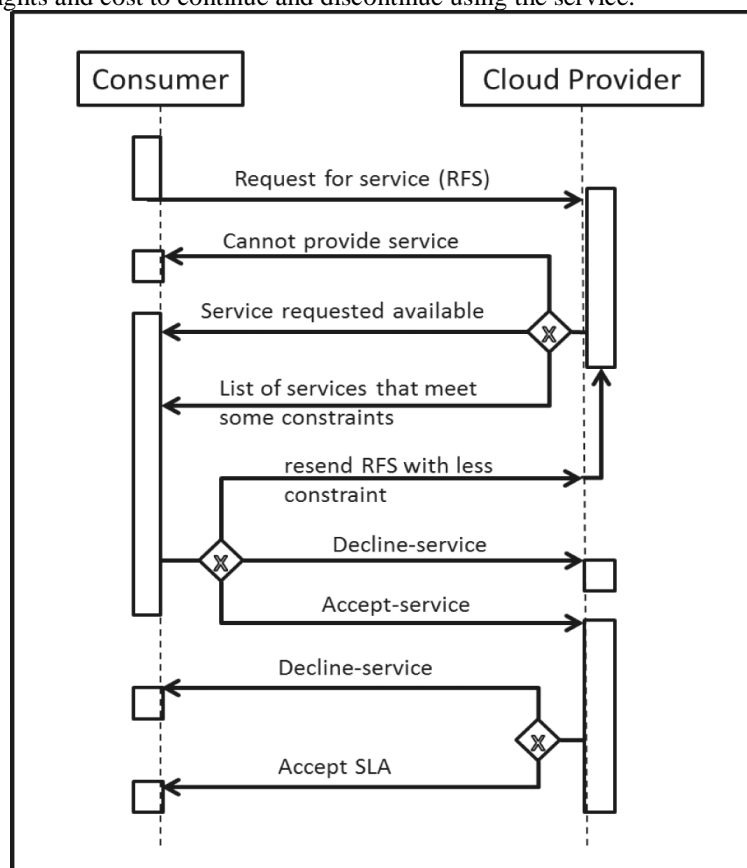 ghts and cost to continue and discontinue using the service.
Consumer
Cloud Provider
Request for service (RFS)
Cannot provide service
Service requested available
X
List of services that meet
some constraints
resend RFS with less
constraint
Decline-service
X
Accept-service
Decline-service
X
Accept SLA